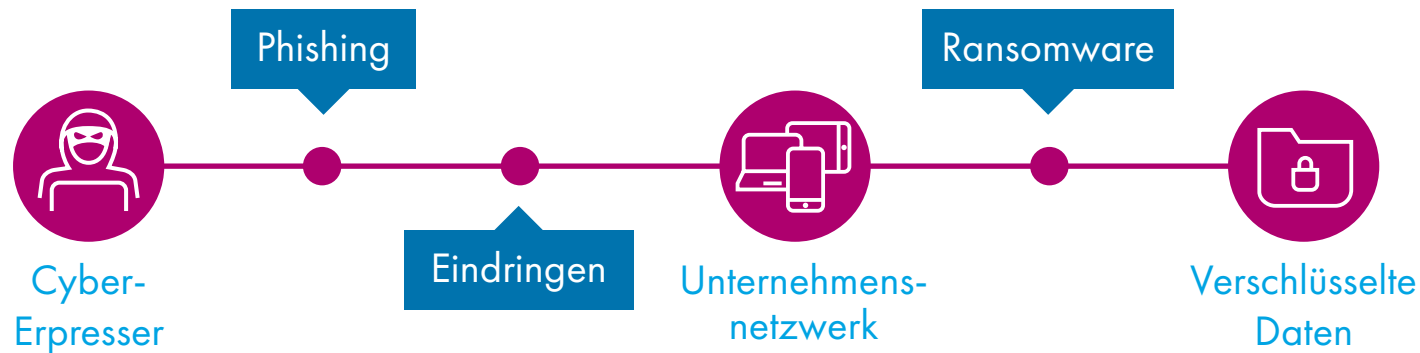 Phishing
Ransomware
Eindringen
Cyber-
Erpresser
Unternehmens-
netzwerk
Verschlüsselte
Daten